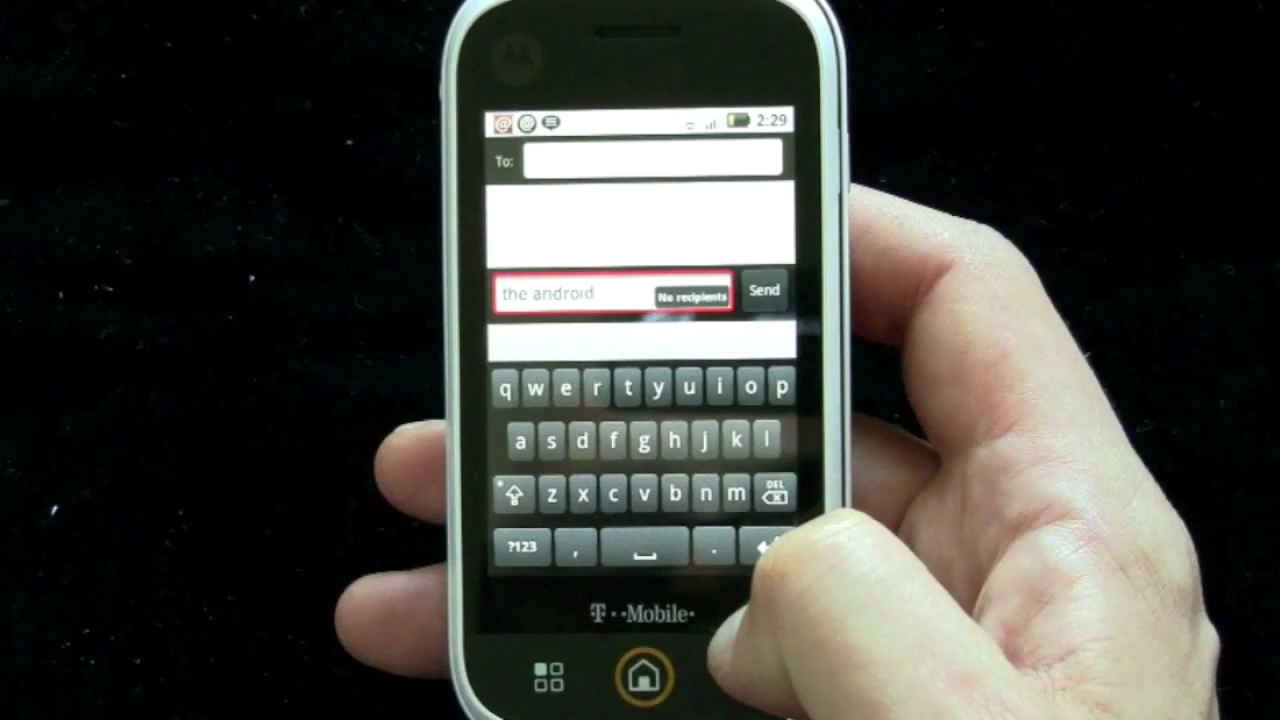 2:29
To:
the android No recipients Send
q w e r t y u i o p
a s d f g h j k l
z x c v b n m DEL
?123 , .
T··Mobile·